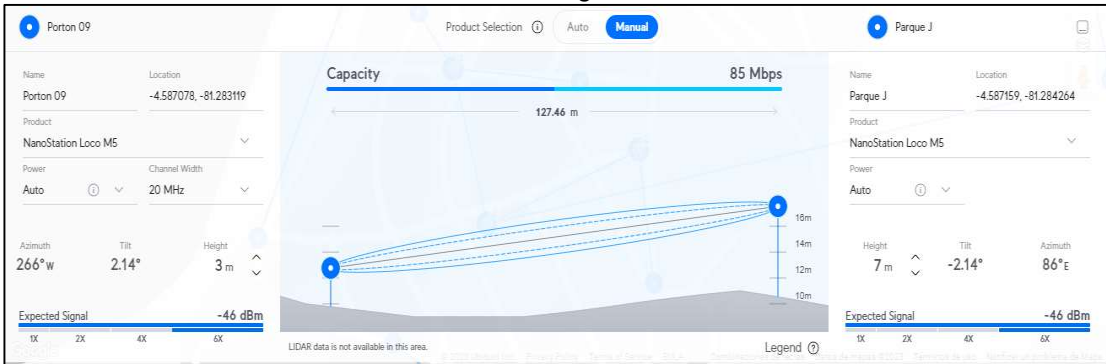 Porton 09
Product Selection
Auto
Manual
Parque J
Name
Location
Porton 09
-4.587078, -81.283119
Product
NanoStation Loco M5
Power
Channel Width
Auto
20 MHz
Azimuth
Tilt
Height
266°W
2.14°
3 m
Expected Signal
-46 dBm
1X 2X 4X 6X
Capacity
85 Mbps
127.46 m
16m
14m
12m
10m
LIDAR data is not available in this area.
Legend
Name
Location
Parque J
-4.587159, -81.284264
Product
NanoStation Loco M5
Power
Auto
Height
Tilt
Azimuth
7 m
-2.14°
86°E
Expected Signal
-46 dBm
1X 2X 4X 6X